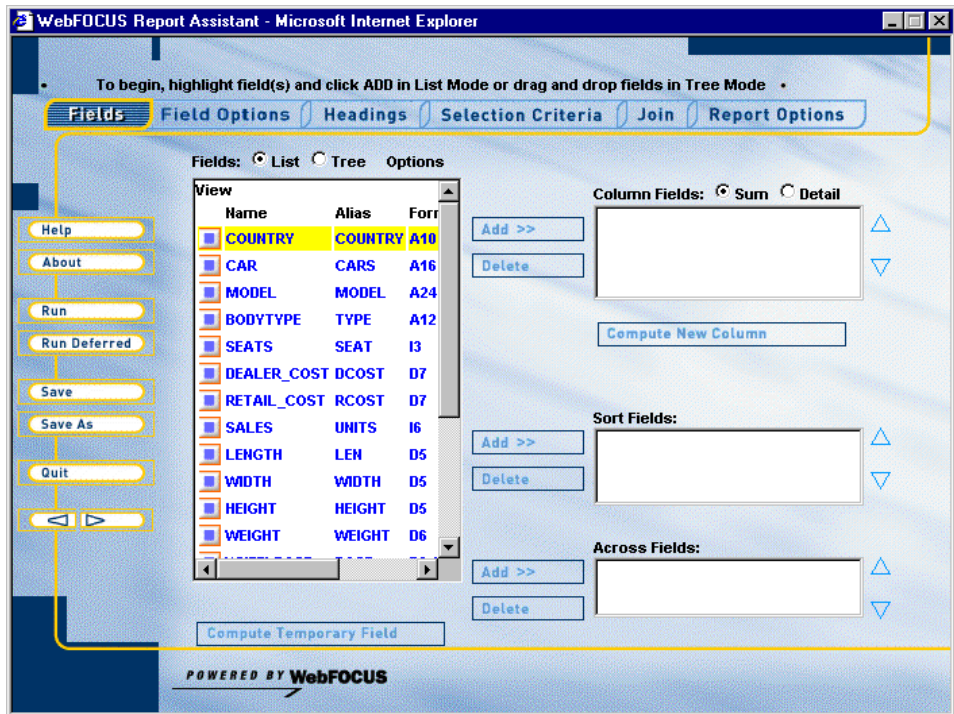 WebFOCUS Report Assistant - Microsoft Internet Explorer
• To begin, highlight field(s) and click ADD in List Mode or drag and drop fields in Tree Mode •
Fields Field Options Headings Selection Criteria Join Report Options
Fields: List Tree Options
View
Name Alias Forr
COUNTRY COUNTRY A10
CAR CARS A16
MODEL MODEL A24
BODYTYPE TYPE A12
SEATS SEAT I3
DEALER_COST DCOST D7
RETAIL_COST RCOST D7
SALES UNITS I6
LENGTH LEN D5
WIDTH WIDTH D5
HEIGHT HEIGHT D5
WEIGHT WEIGHT D6
Compute Temporary Field
Help
About
Run
Run Deferred
Save
Save As
Quit
Add >>
Delete
Column Fields: Sum Detail
Compute New Column
Sort Fields:
Add >>
Delete
Across Fields:
Add >>
Delete
POWERED BY WebFOCUS